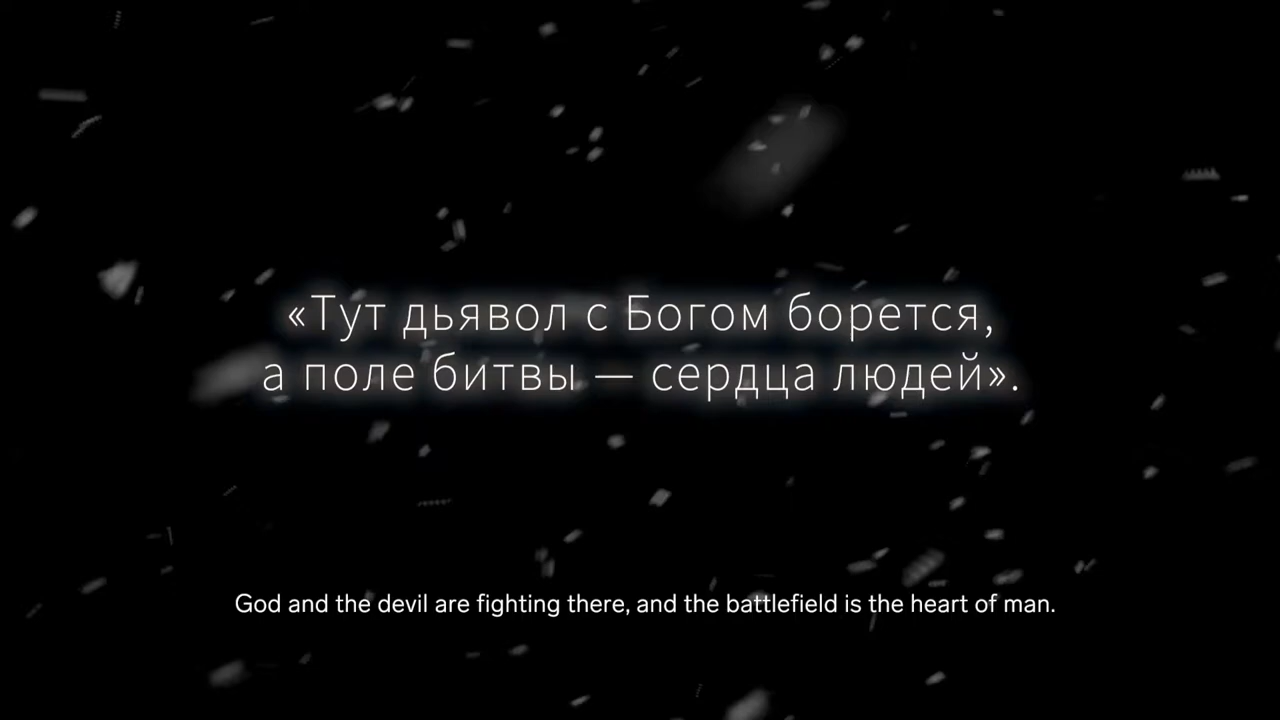 «Тут дьявол с Богом борется,
а поле битвы — сердца людей».
God and the devil are fighting there, and the battlefield is the heart of man.